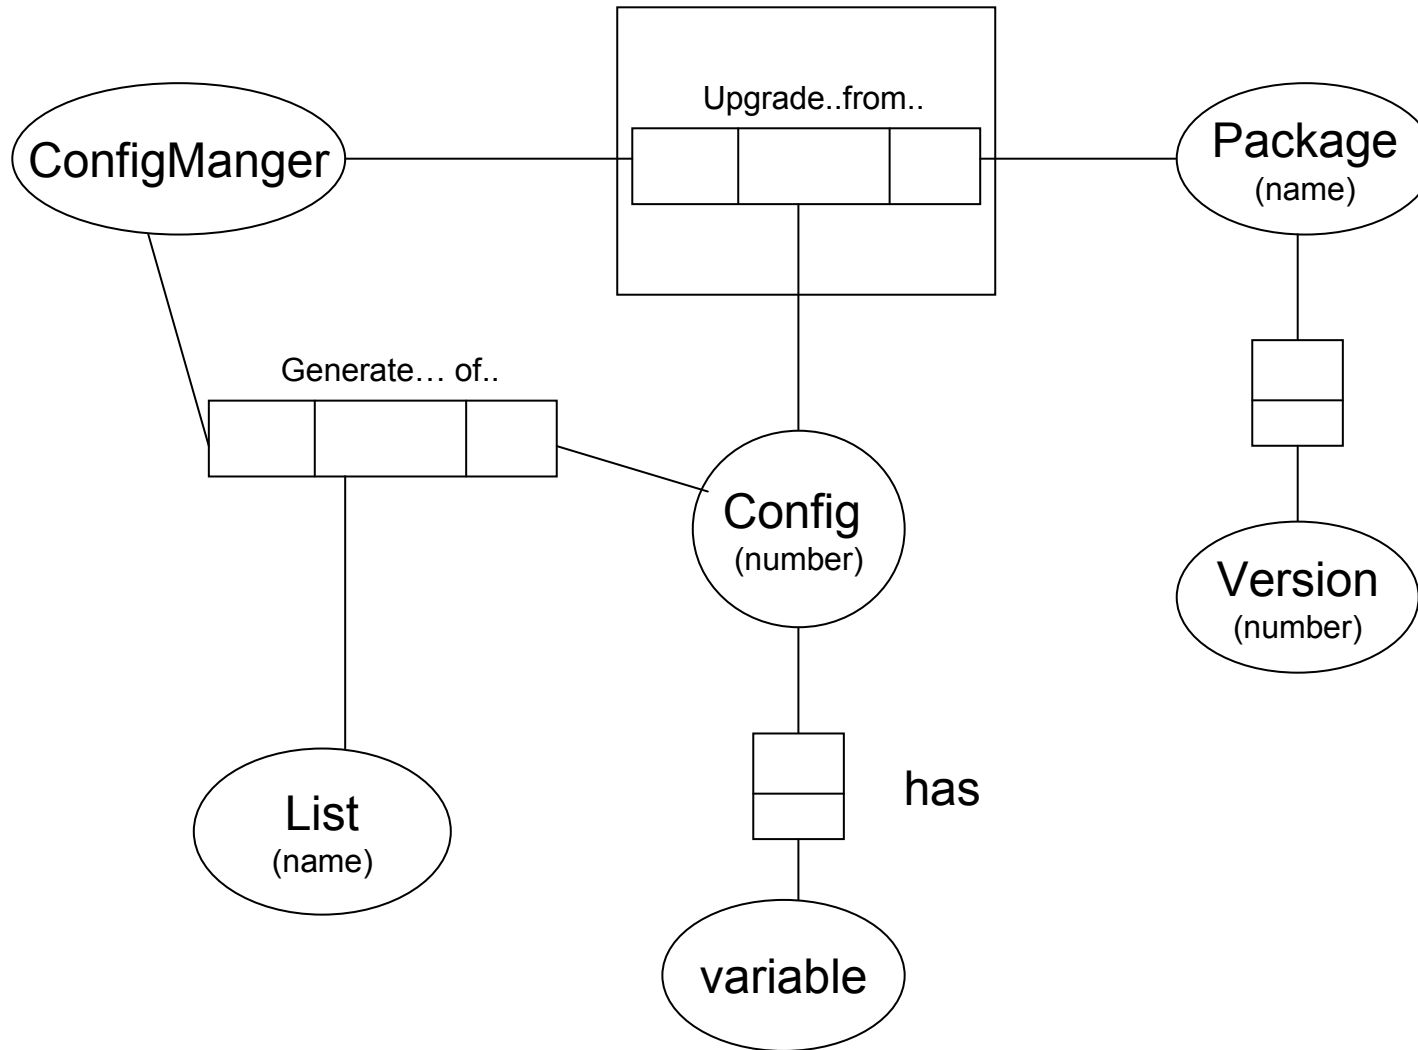 Upgrade..from..
ConfigManger
Package
(name)
Generate... of..
Config
(number)
Version
(number)
has
List
(name)
variable